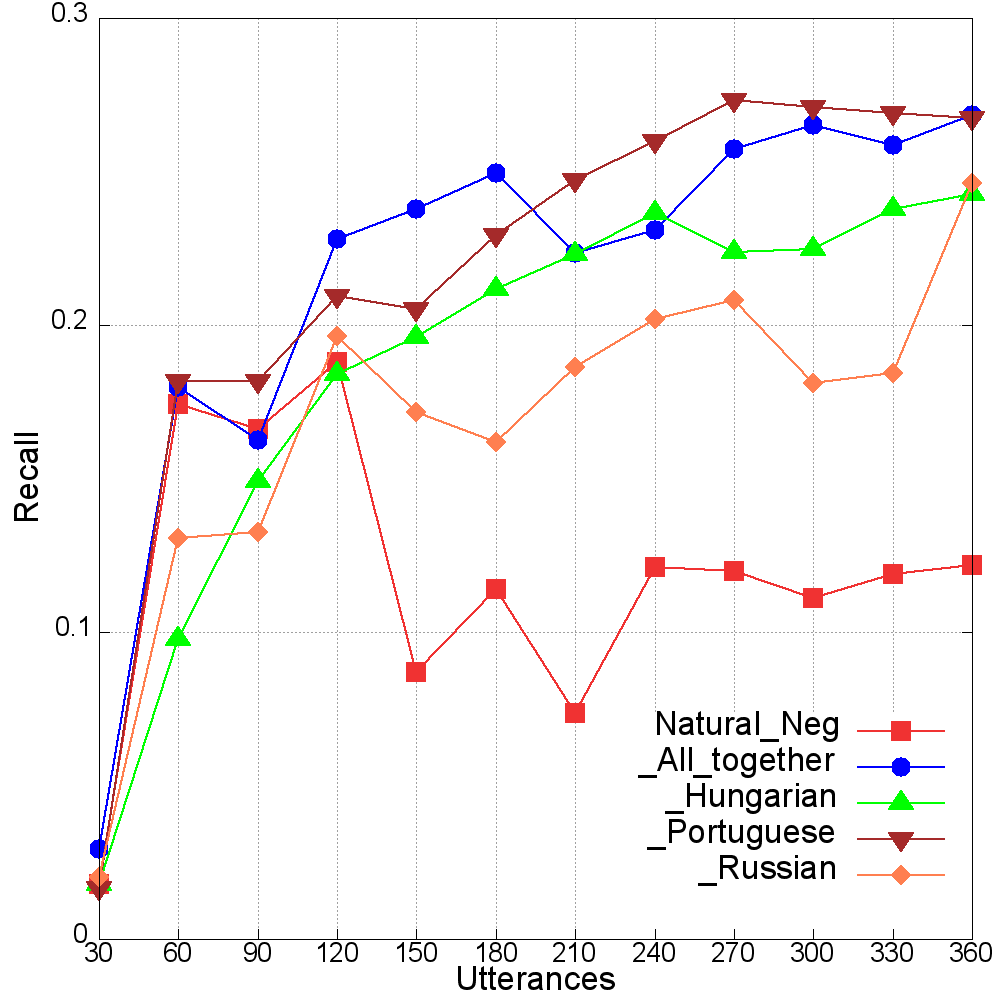 0.3
0.2
0.1
0
Recall
30 60 90 120 150 180 210 240 270 300 330 360
Utterances
Natural_Neg
_All_together
_Hungarian
_Portuguese
_Russian